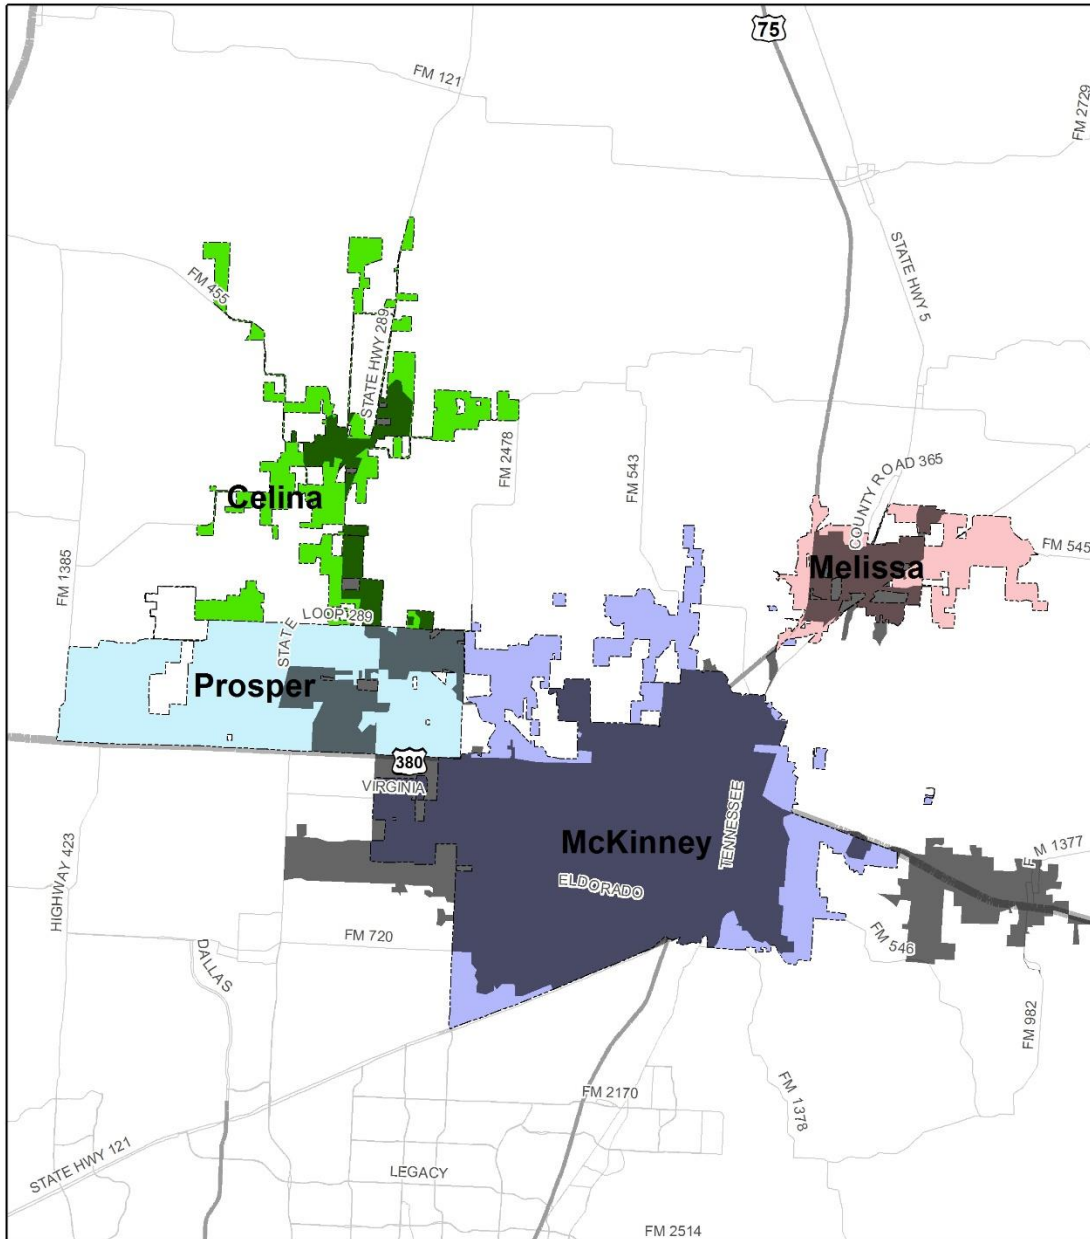 75
FM 121
FM 2729
STATE HWY 5
FM 455
STATE HWY 289
FM 2478
FM 543
COUNTY ROAD 365
Celina
FM 1385
FM 545
Melissa
STATE LOOP 289
Prosper
380
VIRGINIA
TENNESSEE
McKinney
FM 1377
HIGHWAY 423
ELDORADO
FM 720
FM 546
DALLAS
FM 982
FM 2170
FM 1378
STATE HWY 121
LEGACY
FM 2514